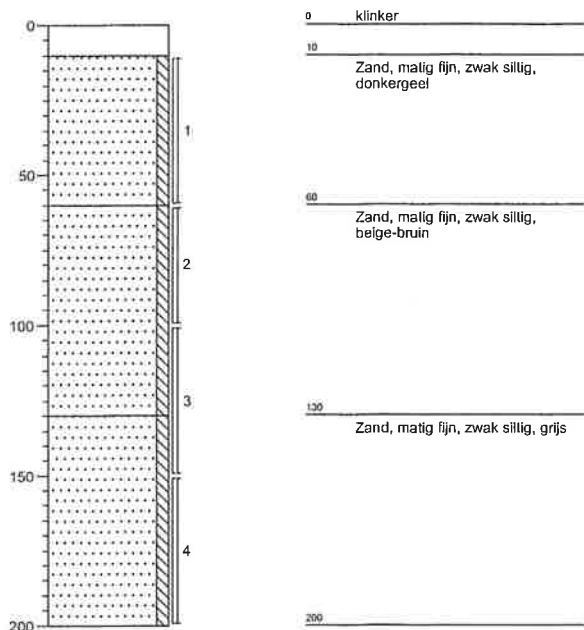 0
50
100
150
200
1
2
3
4
0 klinker
10
Zand, matig fijn, zwak siltig,
donkergeel
60
Zand, matig fijn, zwak siltig,
beige-bruin
130
Zand, matig fijn, zwak siltig, grijs
200